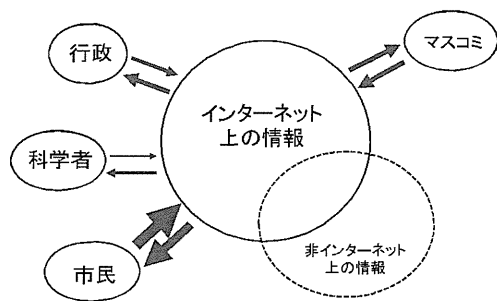 行政
マスコミ
インターネット
上の情報
科学者
非インターネット
上の情報
市民